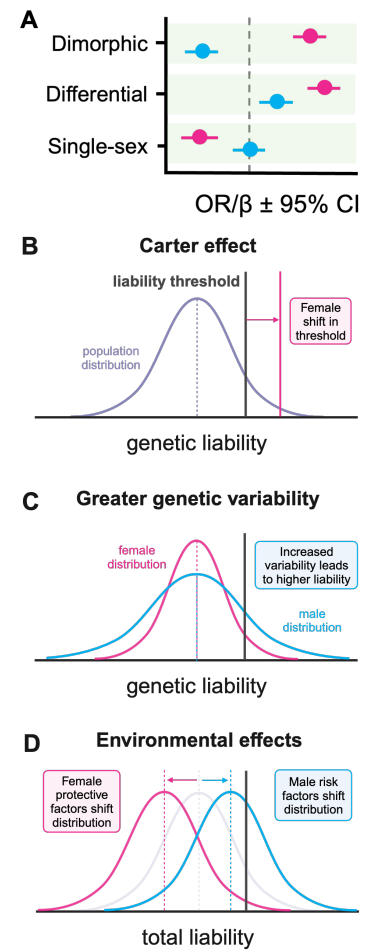 A
Dimorphic
Differential
Single-sex
OR/β ± 95% CI
B
Carter effect
liability threshold
Female
shift in
threshold
population
distribution
genetic liability
C
Greater genetic variability
female
distribution
Increased
variability leads
to higher liability
male
distribution
genetic liability
D
Environmental effects
Female
protective
factors shift
distribution
Male risk
factors shift
distribution
total liability